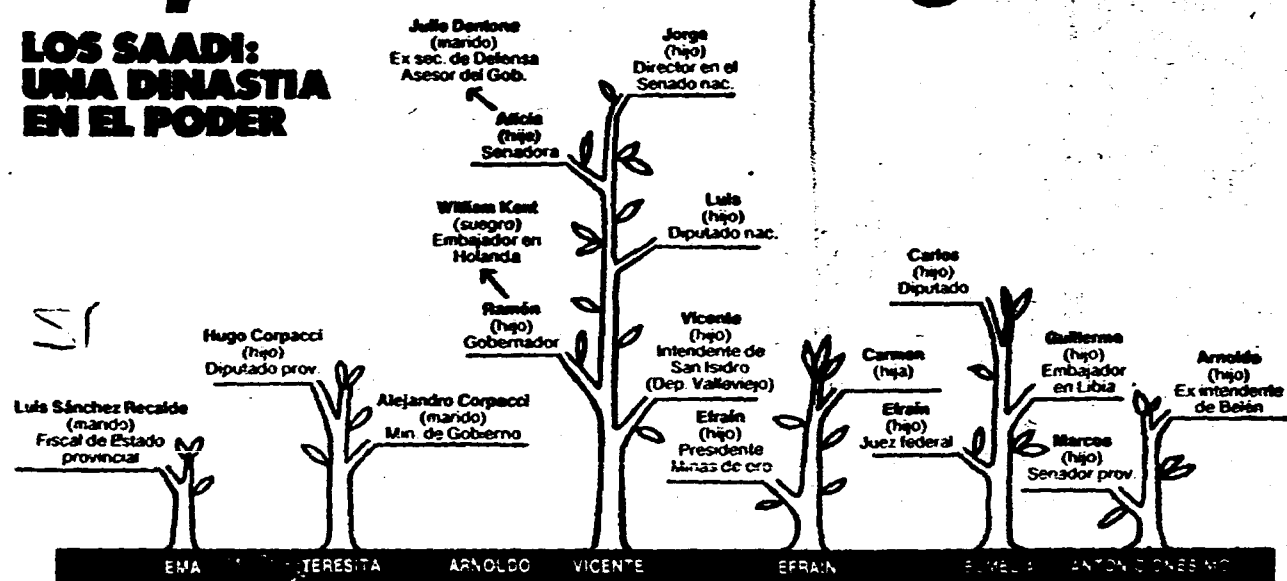 LOS SAADI:
UNA DINASTIA
EN EL PODER
Julio Dentone
(marido)
Ex sec. de Defensa
Asesor del Gob.
Alicia
(hija)
Senadora
Jorge
(hijo)
Director en el
Senado nac.
William Kent
(suegro)
Embajador en
Holanda
Ramón
(hijo)
Gobernador
Luis
(hijo)
Diputado nac.
Vicente
(hijo)
Intendente de
San Isidro
(Dep. Valleviejo)
Hugo Corpacci
(hijo)
Diputado prov.
Alejandro Corpacci
(marido)
Min. de Gobierno
Luis Sánchez Recalde
(marido)
Fiscal de Estado
provincial
Efraín
(hijo)
Presidente
Minas de oro
Carmen
(hija)
Carlos
(hijo)
Diputado
Efraín
(hijo)
Juez federal
Guillermo
(hijo)
Embajador
en Libia
Marcos
(hijo)
Senador prov.
Arnoldo
(hijo)
Ex intendente
de Belén
EMA TERESITA ARNOLDO VICENTE EFRAIN